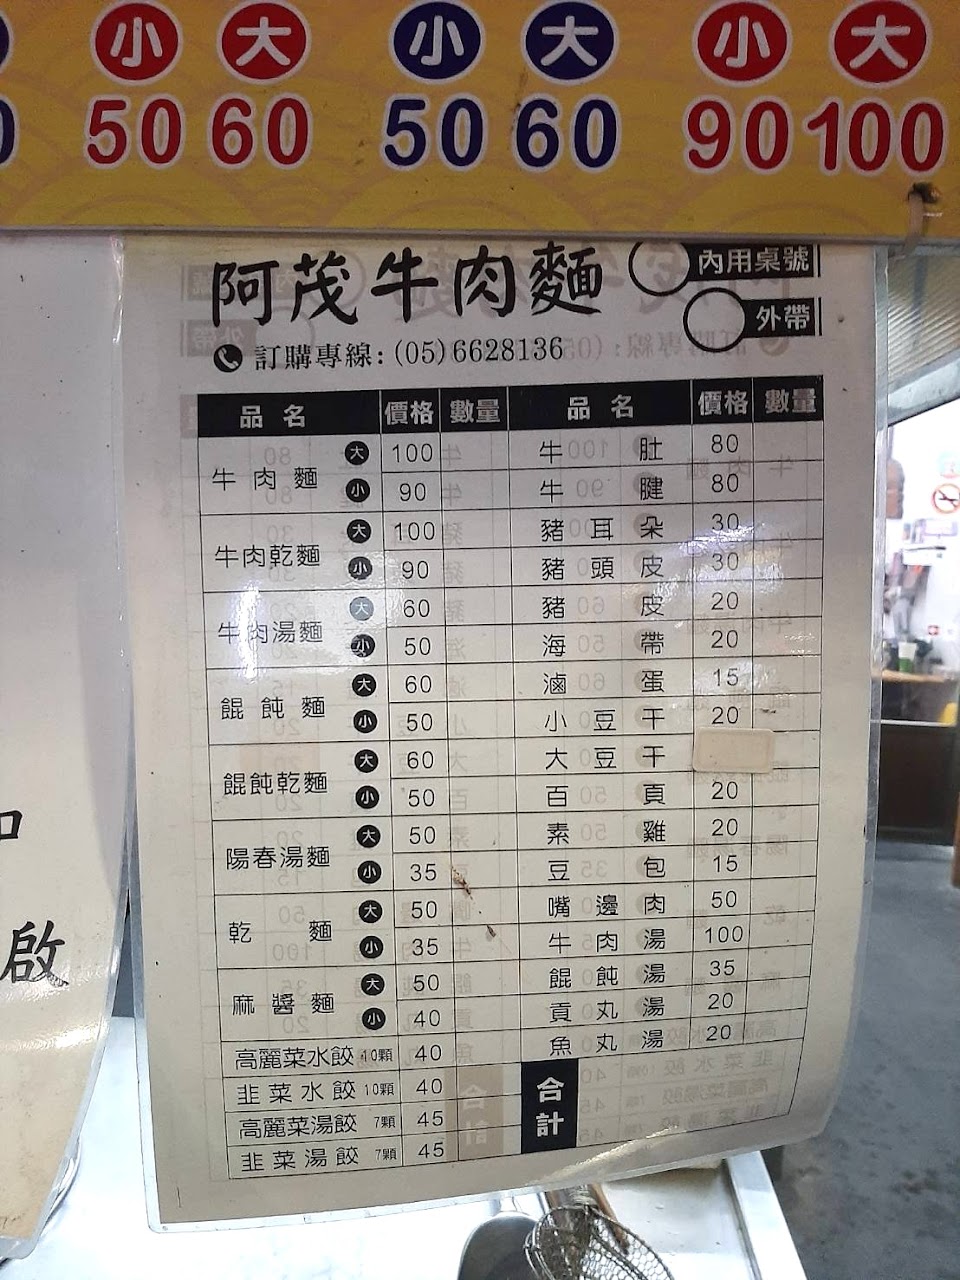 小 大 小 大 小 大
50 60 50 60 90 100
阿茂牛肉麵
內用桌號
外帶
訂購專線:(05)6628136
品名 價格 數量 品名 價格 數量
牛肉麵 大 100
小 90
牛肉乾麵 大 100
小 90
牛肉湯麵 大 60
小 50
餛飩麵 大 60
小 50
餛飩乾麵 大 60
小 50
陽春湯麵 大 50
小 35
乾麵 大 50
小 35
麻醬麵 大 50
小 40
高麗菜水餃 10顆 40
韭菜水餃 10顆 40
高麗菜湯餃 7顆 45
韭菜湯餃 7顆 45
牛肚 80
牛腱 80
豬耳朵 30
豬頭皮 30
豬皮 20
海帶 20
滷蛋 15
小豆干 20
大豆干
百頁 20
素雞 20
豆包 15
嘴邊肉 50
牛肉湯 100
餛飩湯 35
貢丸湯 20
魚丸湯 20
合計
啟